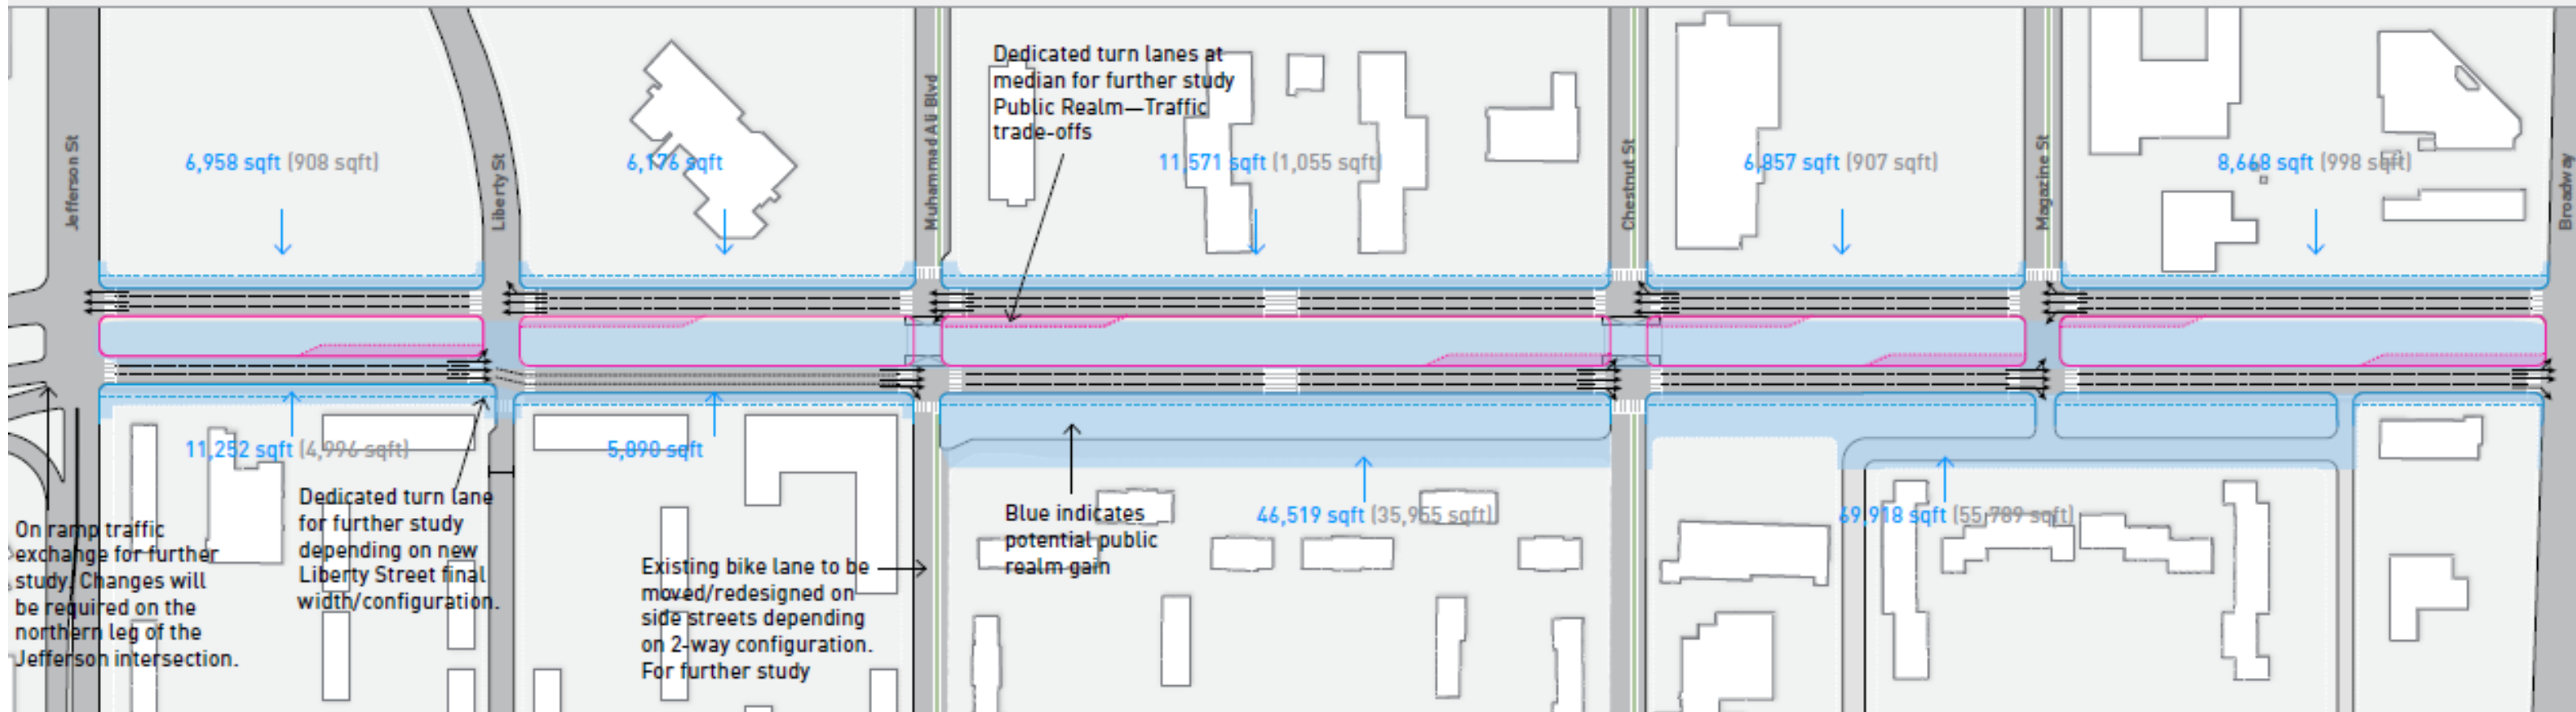 Dedicated turn lanes at
median for further study
Public Realm—Traffic
trade-offs
Jefferson St
Liberty St
Muhammad Ali Blvd
Chestnut St
Magazine St
Broadway
6,958 sqft (908 sqft)
6,176 sqft
11,571 sqft (1,055 sqft)
6,857 sqft (907 sqft)
8,668 sqft (998 sqft)
11,252 sqft (4,996 sqft)
5,890 sqft
46,519 sqft (35,955 sqft)
69,918 sqft (55,789 sqft)
On ramp traffic
exchange for further
study. Changes will
be required on the
northern leg of the
Jefferson intersection.
Dedicated turn lane
for further study
depending on new
Liberty Street final
width/configuration.
Existing bike lane to be
moved/redesigned on
side streets depending
on 2-way configuration.
For further study
Blue indicates
potential public
realm gain